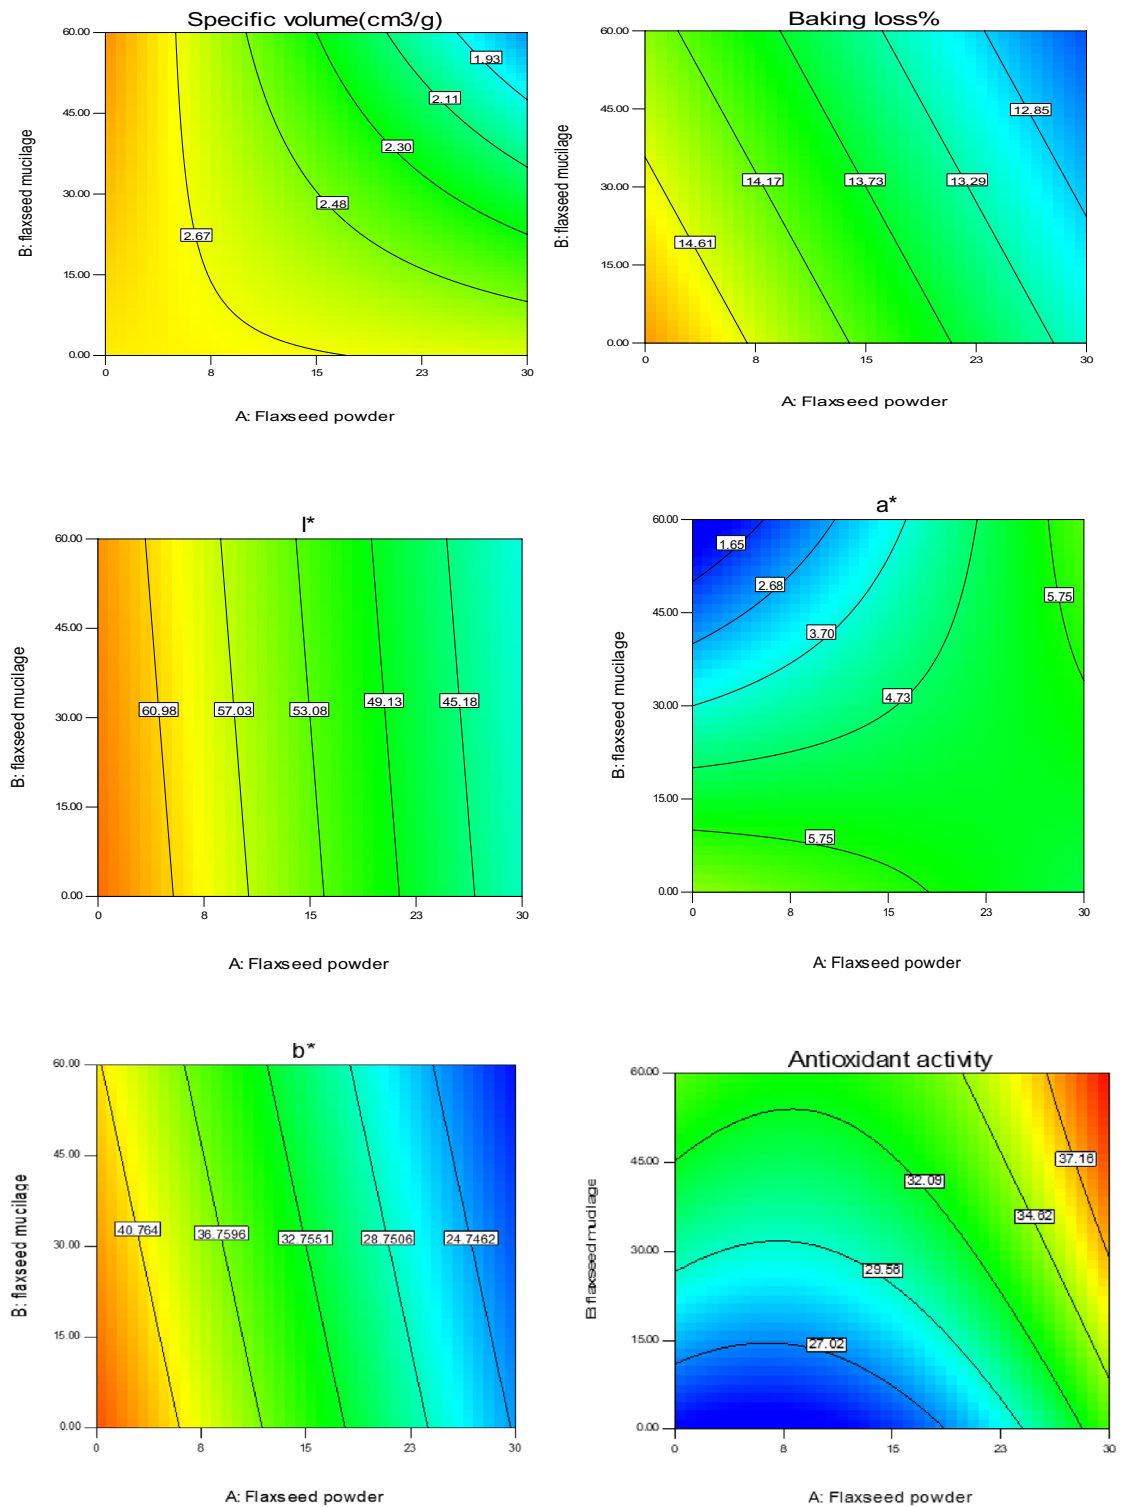 Specific volume(cm3/g)
B: flaxseed mucilage
60.00
45.00
30.00
15.00
0.00
1.93
2.11
2.30
2.48
2.67
0 8 15 23 30
A: Flaxseed powder
Baking loss%
B: flaxseed mucilage
60.00
45.00
30.00
15.00
0.00
12.85
14.17 13.73 13.29
14.61
0 8 15 23 30
A: Flaxseed powder
l*
B: flaxseed mucilage
60.00
45.00
30.00
15.00
0.00
60.98 57.03 53.08 49.13 45.18
0 8 15 23 30
A: Flaxseed powder
a*
B: flaxseed mucilage
60.00
45.00
30.00
15.00
0.00
1.65
2.68
5.75
3.70
4.73
5.75
0 8 15 23 30
A: Flaxseed powder
b*
B: flaxseed mucilage
60.00
45.00
30.00
15.00
0.00
40.764 36.7596 32.7551 28.7506 24.7462
0 8 15 23 30
A: Flaxseed powder
Antioxidant activity
B flaxseed mudlage
60.00
45.00
30.00
15.00
0.00
37.16
32.09
34.62
29.56
27.02
0 8 15 23 30
A: Flaxseed powder